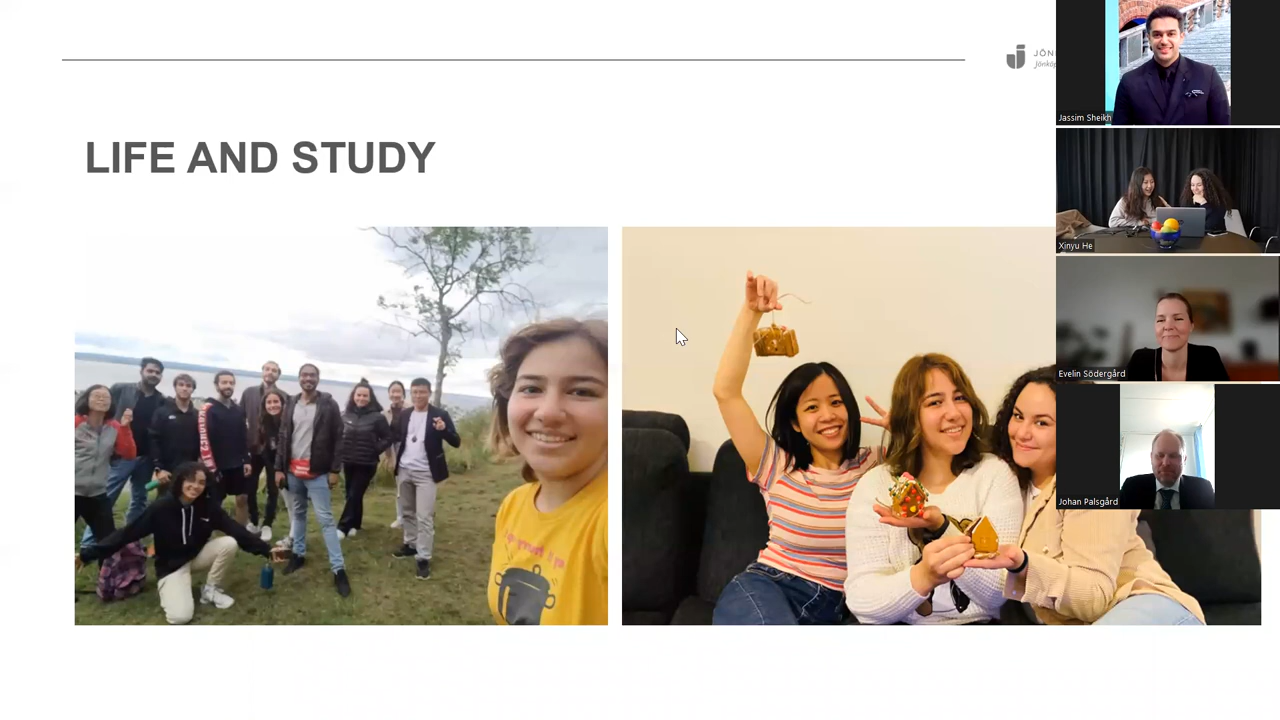 LIFE AND STUDY
Jassim Sheikh
Xinyu He
Evelin Södergård
Johan Palsgård